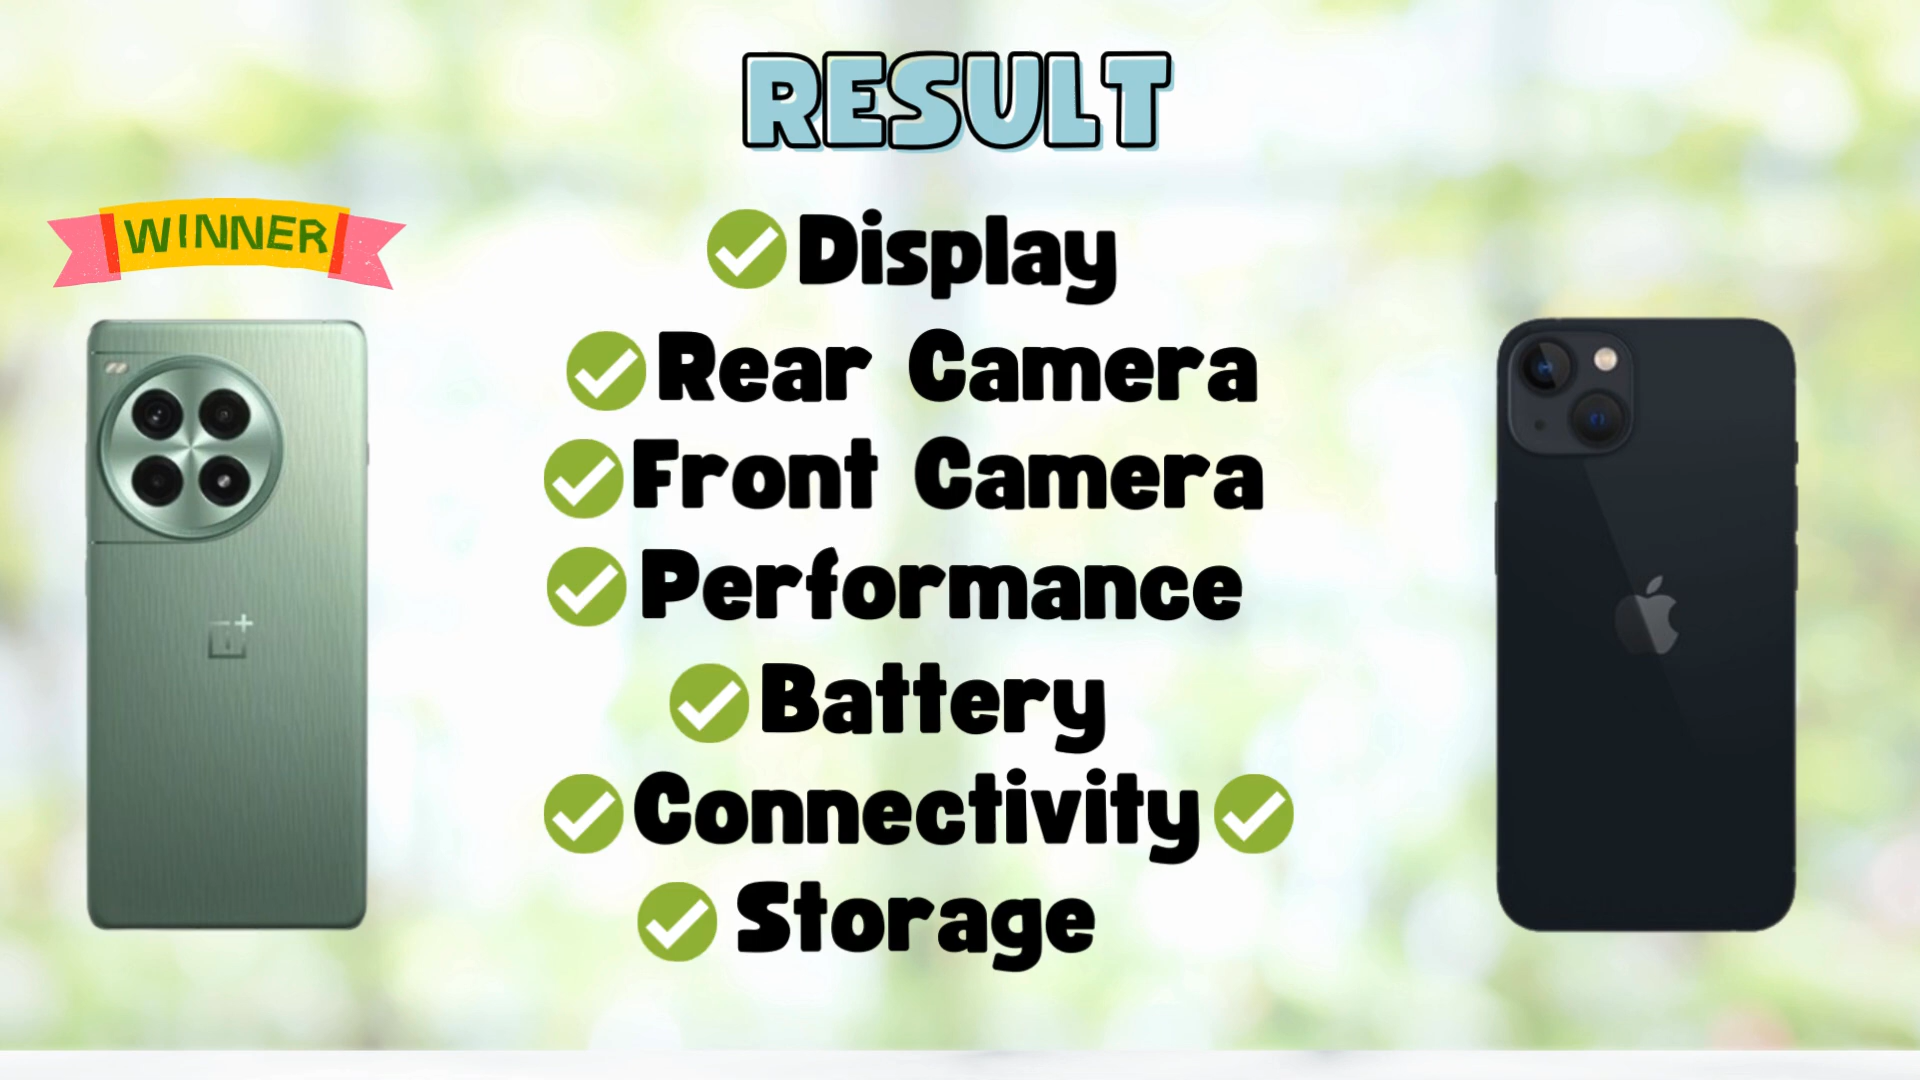 RESULT
WINNER
Display
Rear Camera
Front Camera
Performance
Battery
Connectivity
Storage